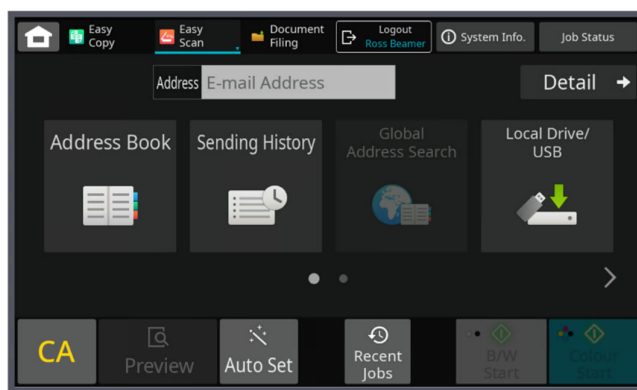 Easy
Copy
Easy
Scan
Document
Filing
Logout
Ross Beamer
System Info.
Job Status
Address
E-mail Address
Detail
Address Book
Sending History
Global
Address Search
Local Drive/
USB
CA
Preview
Auto Set
Recent
Jobs
B/W
Start
Colour
Start